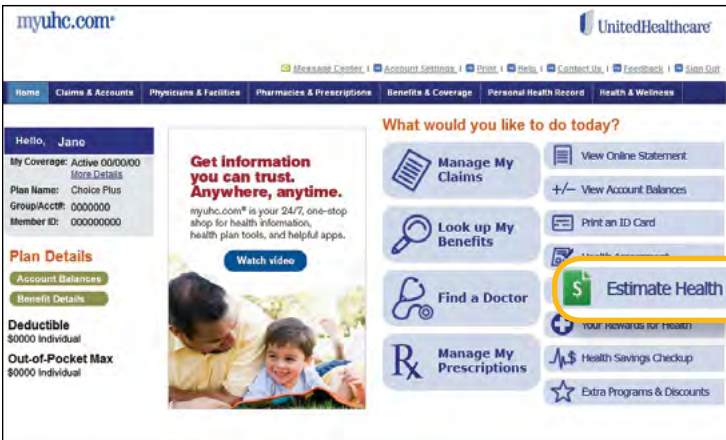 myuhc.com®
UnitedHealthcare®
Message Center | Account Settings | Print | Help | Contact Us | Feedback | Sign Out
Home Claims & Accounts Physicians & Facilities Pharmacies & Prescriptions Benefits & Coverage Personal Health Record Health & Wellness
Hello, Jane
My Coverage: Active 00/00/00
More Details
Plan Name: Choice Plus
Group/Acct#: 0000000
Member ID: 000000000
Plan Details
Account Balances
Benefit Details
Deductible
$0000 Individual
Out-of-Pocket Max
$0000 Individual
Get information
you can trust.
Anywhere, anytime.
myuhc.com® is your 24/7, one-stop
shop for health information,
health plan tools, and helpful apps.
Watch video
What would you like to do today?
Manage My
Claims
Look up My
Benefits
Find a Doctor
Manage My
Prescriptions
View Online Statement
+/− View Account Balances
Print an ID Card
Health Assessment
$ Estimate Health
Your Rewards for Health
Health Savings Checkup
Extra Programs & Discounts